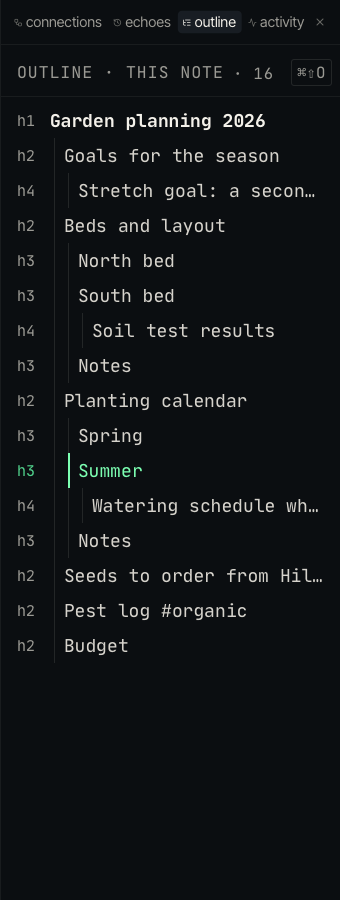 connections echoes outline activity ×
OUTLINE · THIS NOTE · 16 ⌘⇧O
h1 Garden planning 2026
h2 Goals for the season
h4 Stretch goal: a secon…
h2 Beds and layout
h3 North bed
h3 South bed
h4 Soil test results
h3 Notes
h2 Planting calendar
h3 Spring
h3 Summer
h4 Watering schedule wh…
h3 Notes
h2 Seeds to order from Hil…
h2 Pest log #organic
h2 Budget